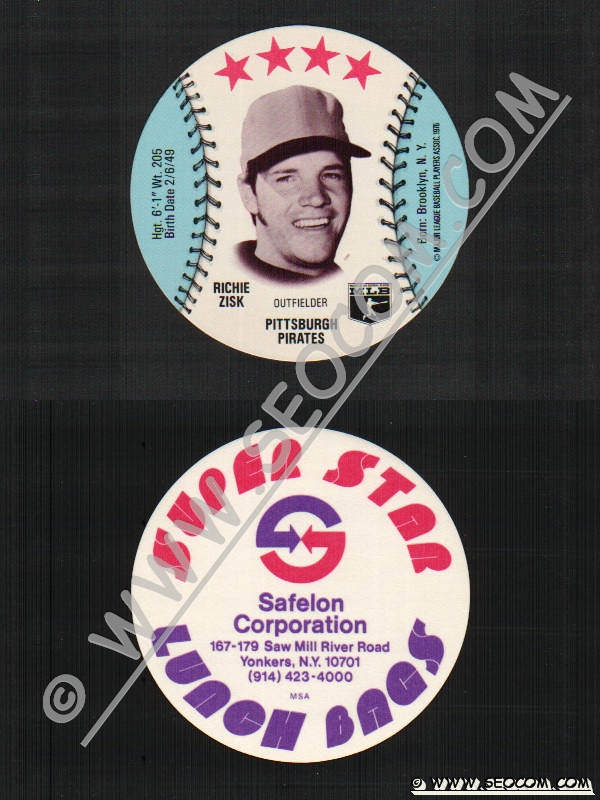 Hgt. 6'-1" Wt. 205
Birth Date 2/6/49
Born: Brooklyn, N. Y.
© MAJOR LEAGUE BASEBALL PLAYERS ASSOC. 1976
RICHIE
ZISK
OUTFIELDER
MLB
PITTSBURGH
PIRATES
SUPER STAR
Safelon
Corporation
167-179 Saw Mill River Road
Yonkers, N.Y. 10701
(914) 423-4000
MSA
LUNCH BAGS
© WWW.SEOCOM.COM
© WWW.SEOCOM.COM